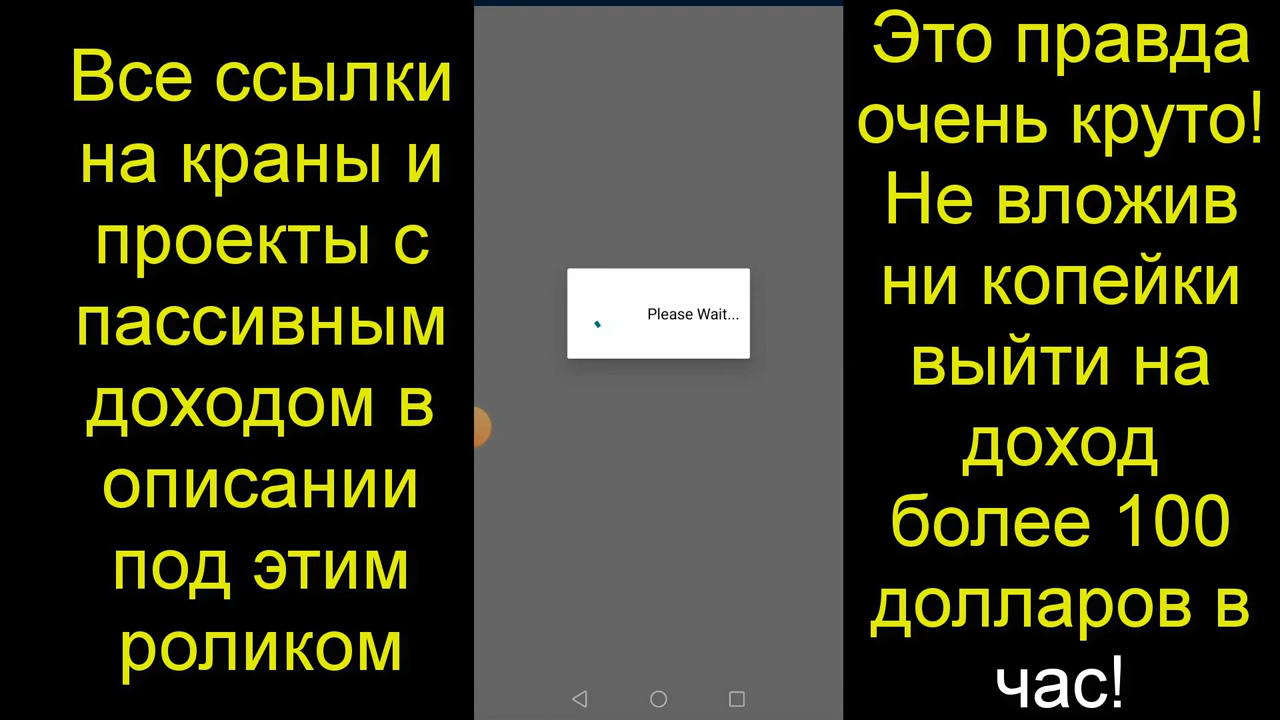 Все ссылки
на краны и
проекты с
пассивным
доходом в
описании
под этим
роликом
Please Wait...
Это правда
очень круто!
Не вложив
ни копейки
выйти на
доход
более 100
долларов в
час!